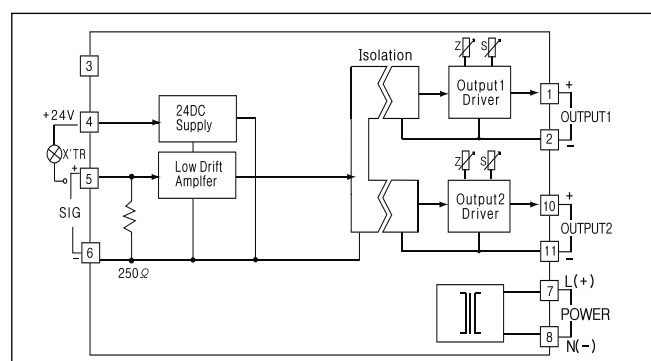 Isolation
3
Z
S
+24V
4
24DC
Supply
Output1
Driver
1
+
OUTPUT1
2
−
X'TR
+
5
Low Drift
Amplfer
SIG
Z
S
Output2
Driver
10
+
OUTPUT2
11
−
−
6
250Ω
7
L(+)
POWER
8
N(−)